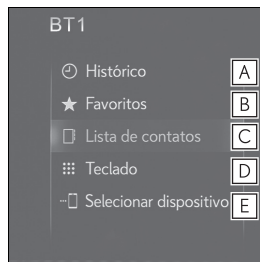 BT1
Histórico A
Favoritos B
Lista de contatos C
Teclado D
Selecionar dispositivo E